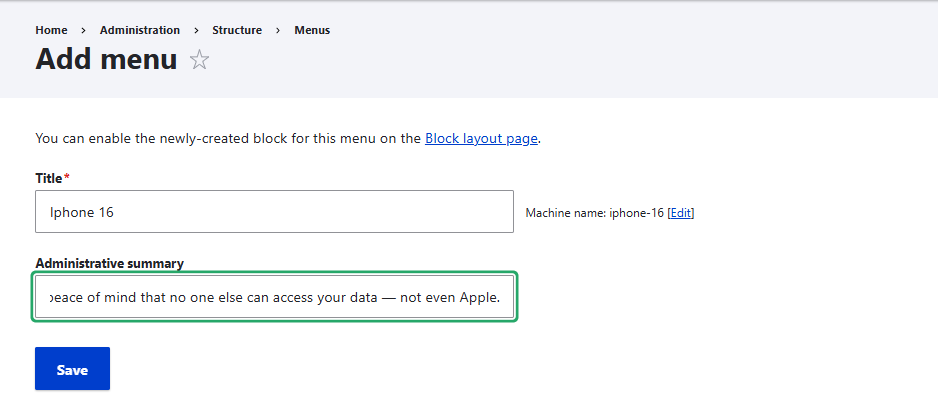 Home > Administration > Structure > Menus
Add menu
You can enable the newly-created block for this menu on the Block layout page.
Title*
Iphone 16
Machine name: iphone-16 [Edit]
Administrative summary
peace of mind that no one else can access your data — not even Apple.
Save